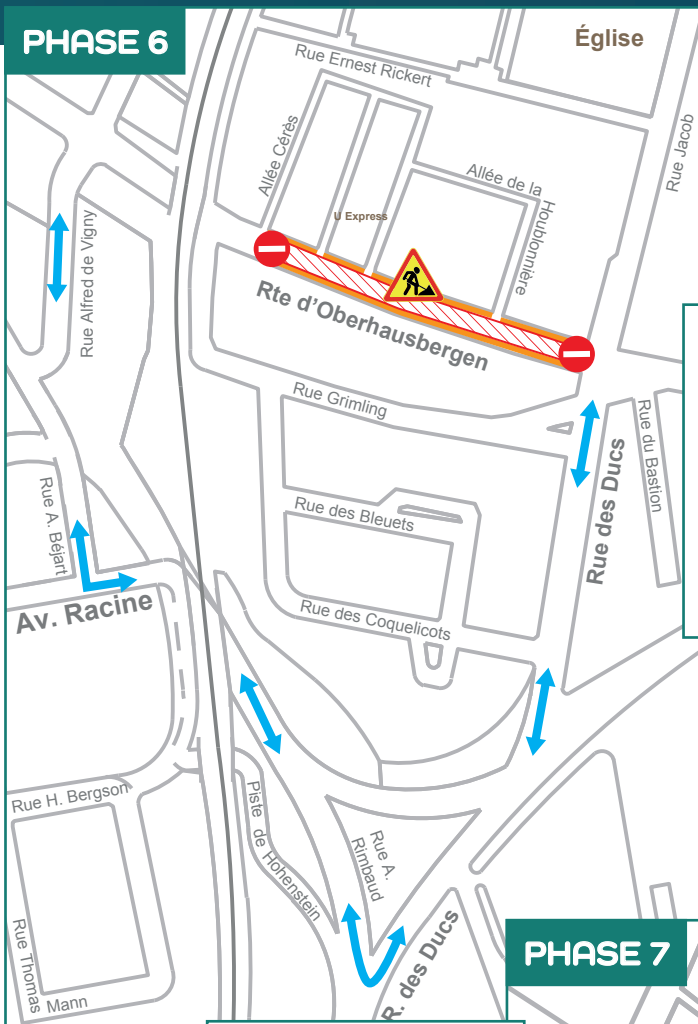 PHASE 6
Église
Rue Ernest Rickert
Rue Jacob
Allée Cérès
Allée de la
Houblonnière
U Express
Rue Alfred de Vigny
Rte d'Oberhausbergen
Rue Grimling
Rue du Bastion
Rue des Ducs
Rue A. Béjart
Rue des Bleuets
Av. Racine
Rue des Coquelicots
Rue H. Bergson
Piste de Hohenstein
Rue A.
Rimbaud
R. des Ducs
Rue Thomas
Mann
PHASE 7